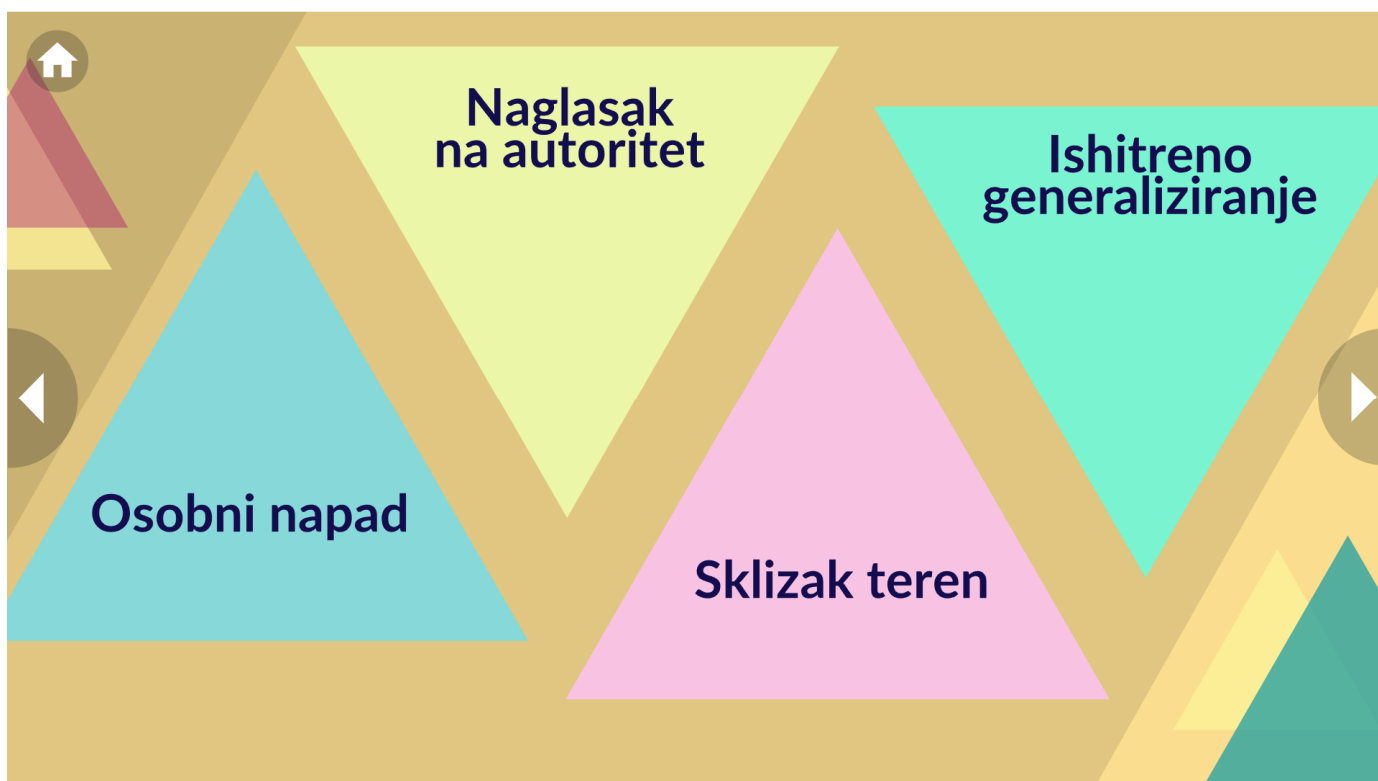 Naglasak
na autoritet
Ishitreno
generaliziranje
Osobni napad
Sklizak teren